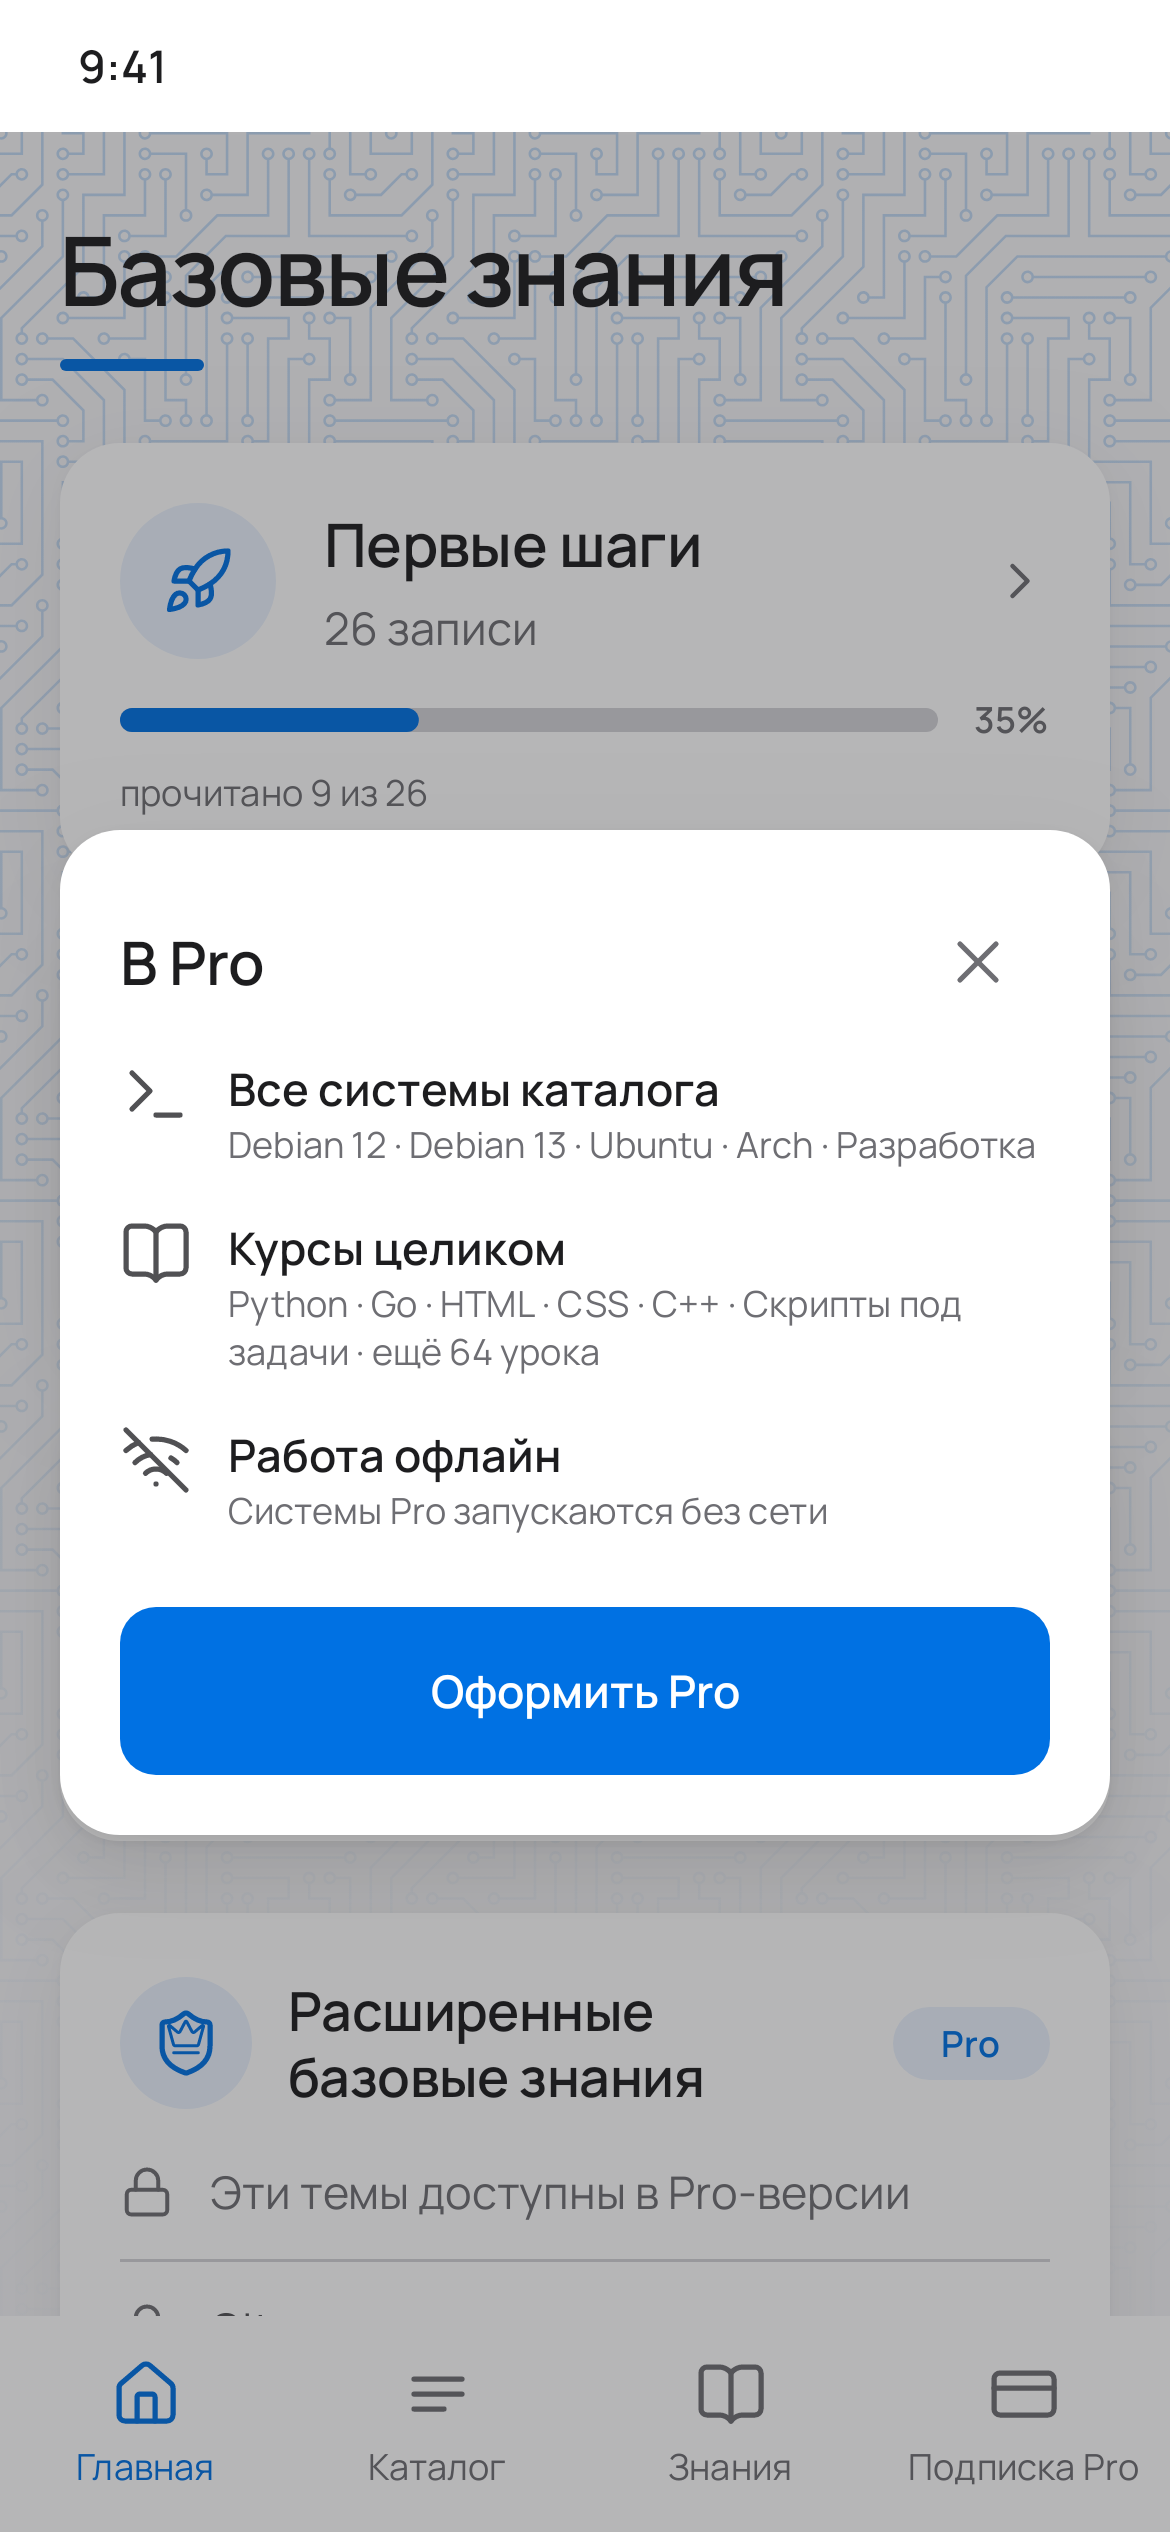 9:41
Базовые знания
Первые шаги
26 записи
35%
прочитано 9 из 26
В Pro
Все системы каталога
Debian 12 · Debian 13 · Ubuntu · Arch · Разработка
Курсы целиком
Python · Go · HTML · CSS · C++ · Скрипты под
задачи · ещё 64 урока
Работа офлайн
Системы Pro запускаются без сети
Оформить Pro
Расширенные
базовые знания
Pro
Эти темы доступны в Pro-версии
Главная
Каталог
Знания
Подписка Pro